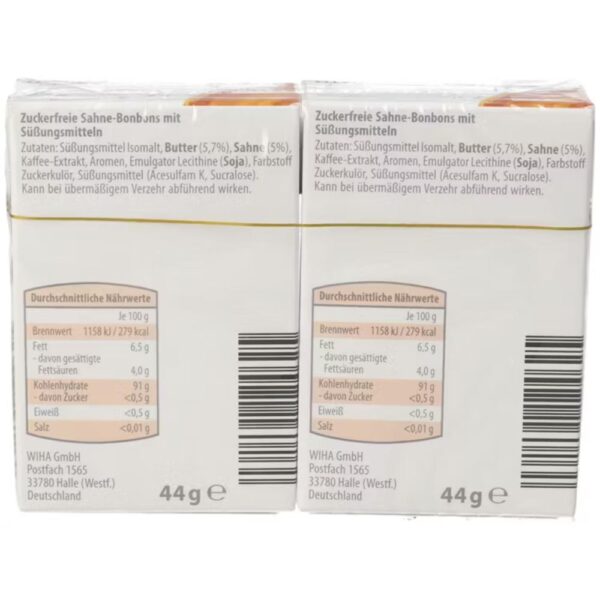 Zuckerfreie Sahne-Bonbons mit
Süßungsmitteln
Zutaten: Süßungsmittel Isomalt, Butter (5,7%), Sahne (5%),
Kaffee-Extrakt, Aromen, Emulgator Lecithine (Soja), Farbstoff
Zuckerkulör, Süßungsmittel (Acesulfam K, Sucralose).
Kann bei übermäßigem Verzehr abführend wirken.
Durchschnittliche Nährwerte
Je 100 g
Brennwert 1158 kJ / 279 kcal
Fett 6,5 g
- davon gesättigte
Fettsäuren 4,0 g
Kohlenhydrate 91 g
- davon Zucker <0,5 g
Eiweiß <0,5 g
Salz <0,01 g
WIHA GmbH
Postfach 1565
33780 Halle (Westf.)
Deutschland
44 g e
Zuckerfreie Sahne-Bonbons mit
Süßungsmitteln
Zutaten: Süßungsmittel Isomalt, Butter (5,7%), Sahne (5%),
Kaffee-Extrakt, Aromen, Emulgator Lecithine (Soja), Farbstoff
Zuckerkulör, Süßungsmittel (Acesulfam K, Sucralose).
Kann bei übermäßigem Verzehr abführend wirken.
Durchschnittliche Nährwerte
Je 100 g
Brennwert 1158 kJ / 279 kcal
Fett 6,5 g
- davon gesättigte
Fettsäuren 4,0 g
Kohlenhydrate 91 g
- davon Zucker <0,5 g
Eiweiß <0,5 g
Salz <0,01 g
WIHA GmbH
Postfach 1565
33780 Halle (Westf.)
Deutschland
44 g e